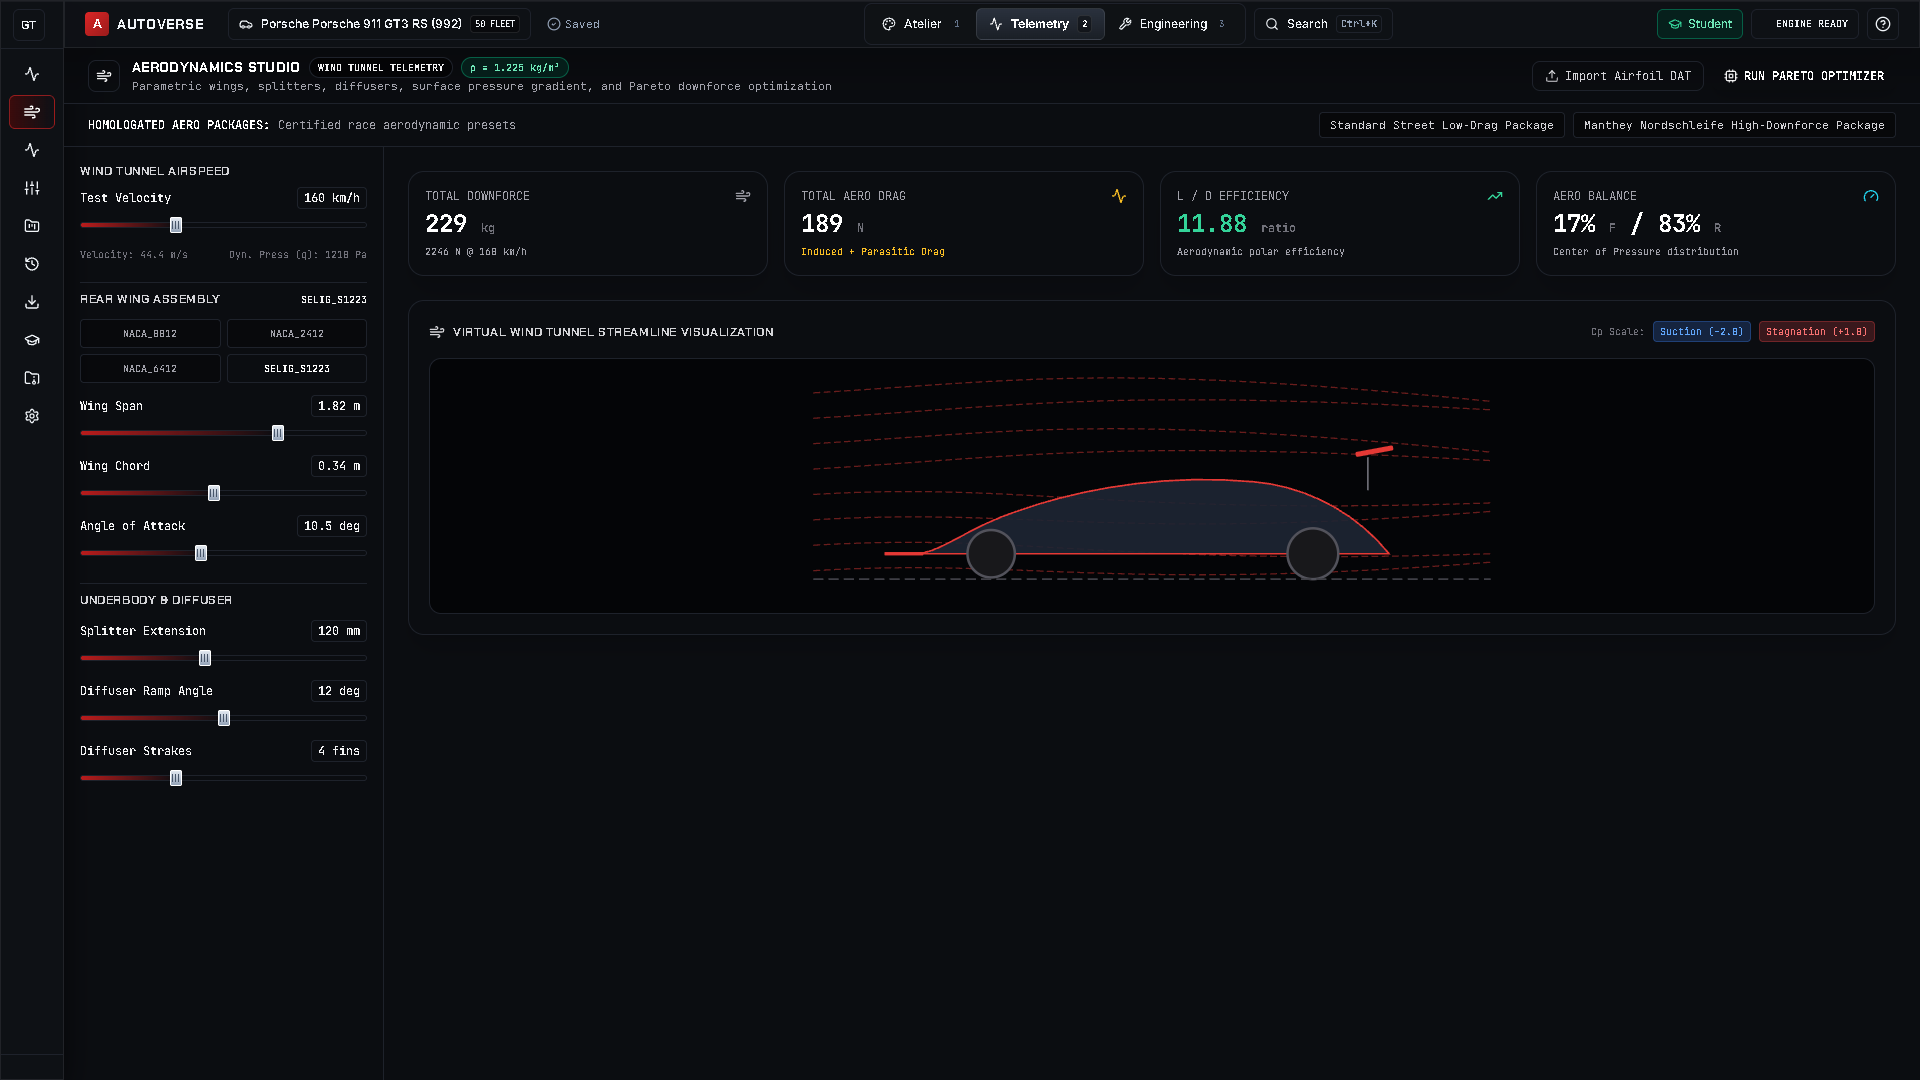 GT
A AUTOVERSE
Porsche Porsche 911 GT3 RS (992) 50 FLEET
Saved
Atelier 1
Telemetry 2
Engineering 3
Search Ctrl+K
Student
ENGINE READY
AERODYNAMICS STUDIO
WIND TUNNEL TELEMETRY
ρ = 1.225 kg/m³
Parametric wings, splitters, diffusers, surface pressure gradient, and Pareto downforce optimization
Import Airfoil DAT
RUN PARETO OPTIMIZER
HOMOLOGATED AERO PACKAGES: Certified race aerodynamic presets
Standard Street Low-Drag Package
Manthey Nordschleife High-Downforce Package
WIND TUNNEL AIRSPEED
Test Velocity 160 km/h
Velocity: 44.4 m/s Dyn. Press (q): 1210 Pa
REAR WING ASSEMBLY SELIG_S1223
NACA_0012 NACA_2412
NACA_6412 SELIG_S1223
Wing Span 1.82 m
Wing Chord 0.34 m
Angle of Attack 10.5 deg
UNDERBODY & DIFFUSER
Splitter Extension 120 mm
Diffuser Ramp Angle 12 deg
Diffuser Strakes 4 fins
TOTAL DOWNFORCE
229 kg
2246 N @ 160 km/h
TOTAL AERO DRAG
189 N
Induced + Parasitic Drag
L / D EFFICIENCY
11.88 ratio
Aerodynamic polar efficiency
AERO BALANCE
17% F / 83% R
Center of Pressure distribution
VIRTUAL WIND TUNNEL STREAMLINE VISUALIZATION
Cp Scale: Suction (-2.0) Stagnation (+1.0)